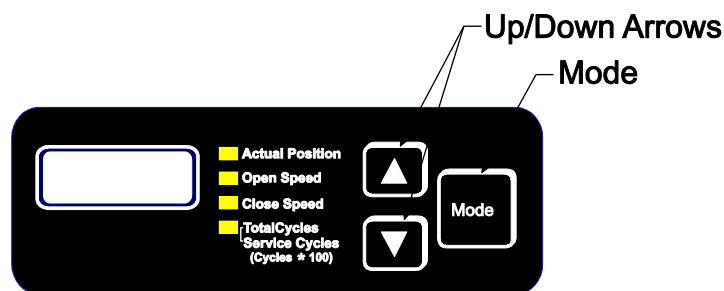 Up/Down Arrows
Mode
Actual Position
Open Speed
Close Speed
TotalCycles
Service Cycles
(Cycles * 100)
Mode